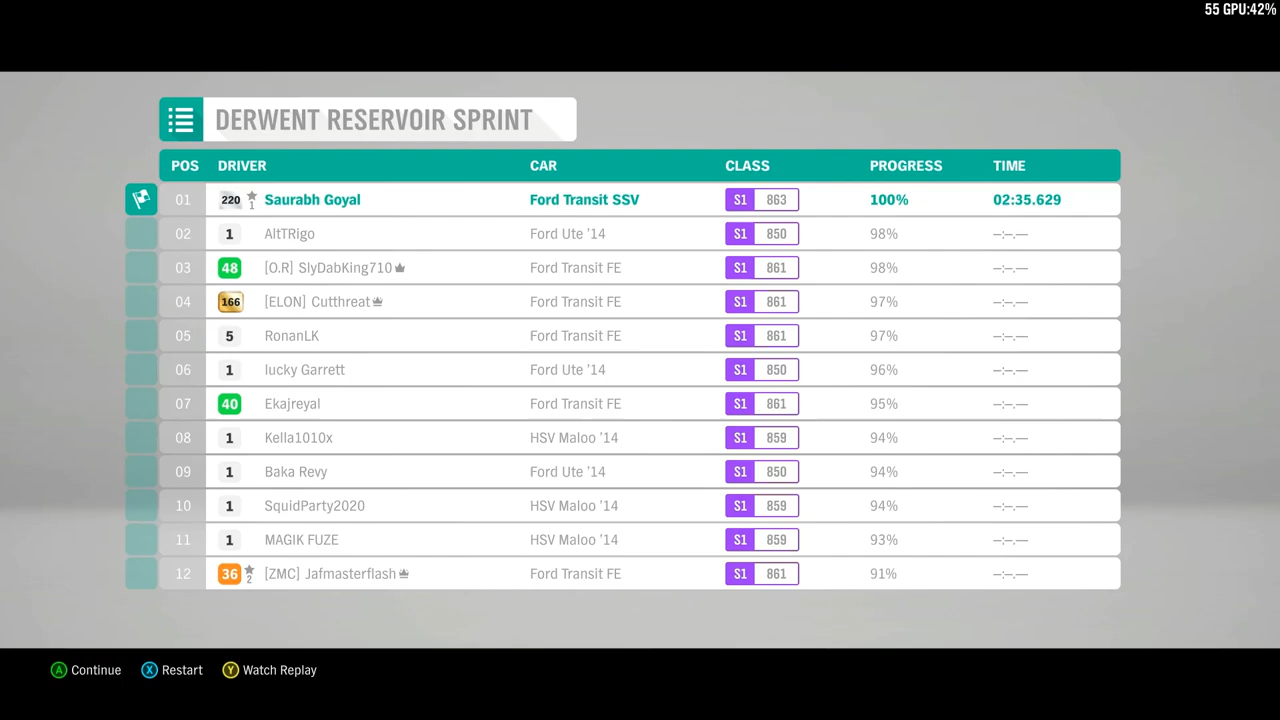 55 GPU:42%
DERWENT RESERVOIR SPRINT
POS DRIVER CAR CLASS PROGRESS TIME
01 220 1 Saurabh Goyal Ford Transit SSV S1 863 100% 02:35.629
02 1 AltTRigo Ford Ute '14 S1 850 98% --:--.---
03 48 [O.R] SlyDabKing710 Ford Transit FE S1 861 98% --:--.---
04 166 [ELON] Cutthreat Ford Transit FE S1 861 97% --:--.---
05 5 RonanLK Ford Transit FE S1 861 97% --:--.---
06 1 lucky Garrett Ford Ute '14 S1 850 96% --:--.---
07 40 Ekajreyal Ford Transit FE S1 861 95% --:--.---
08 1 Kella1010x HSV Maloo '14 S1 859 94% --:--.---
09 1 Baka Revy Ford Ute '14 S1 850 94% --:--.---
10 1 SquidParty2020 HSV Maloo '14 S1 859 94% --:--.---
11 1 MAGIK FUZE HSV Maloo '14 S1 859 93% --:--.---
12 36 2 [ZMC] Jafmasterflash Ford Transit FE S1 861 91% --:--.---
A Continue X Restart Y Watch Replay